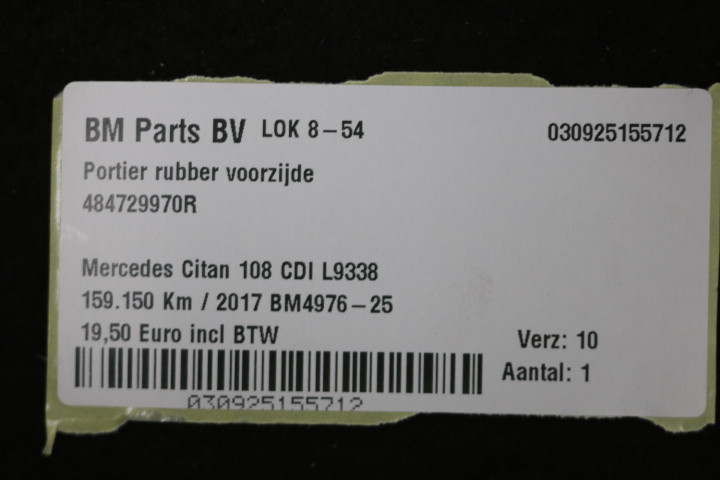 BM Parts BV LOK 8-54 030925155712
Portier rubber voorzijde
484729970R
Mercedes Citan 108 CDI L9338
159.150 Km / 2017 BM4976-25
19,50 Euro incl BTW Verz: 10
Aantal: 1
030925155712